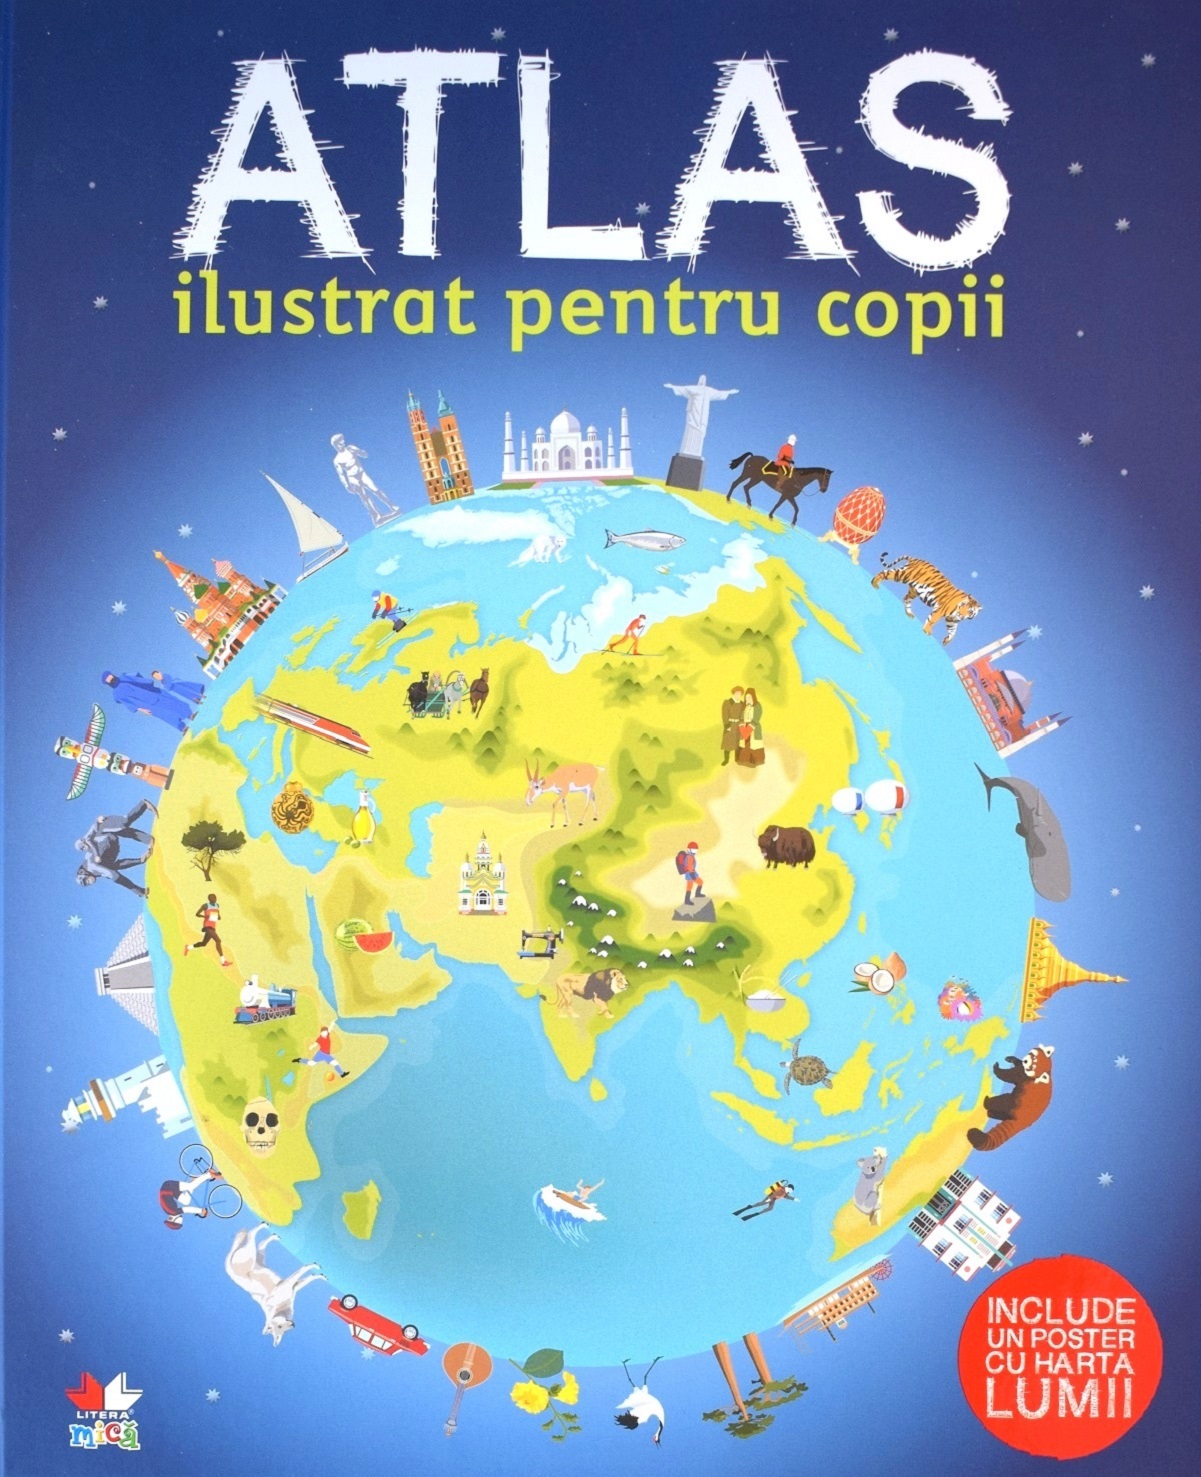 ATLAS
ilustrat pentru copii
INCLUDE
UN POSTER
CU HARTA
LUMII
LITERA®
mică